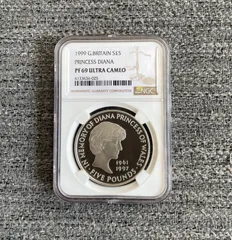 1999 G.BRITAIN S£5
PRINCESS DIANA
PF 69 ULTRA CAMEO
NGC
IN MEMORY OF DIANA PRINCESS OF WALES
1961
1997
FIVE POUNDS